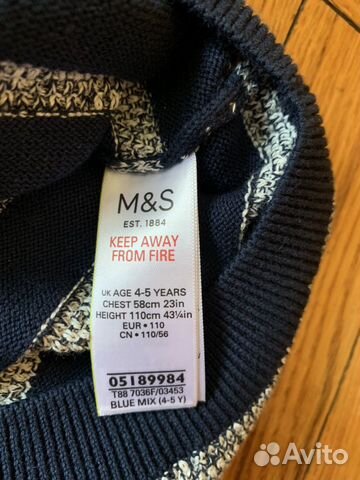 M&S
EST. 1884
KEEP AWAY
FROM FIRE
UK AGE 4-5 YEARS
CHEST 58cm 23in
HEIGHT 110cm 43¼in
EUR • 110
CN • 110/56
05189984
T88 7036F/03453
BLUE MIX (4-5 Y)
Avito